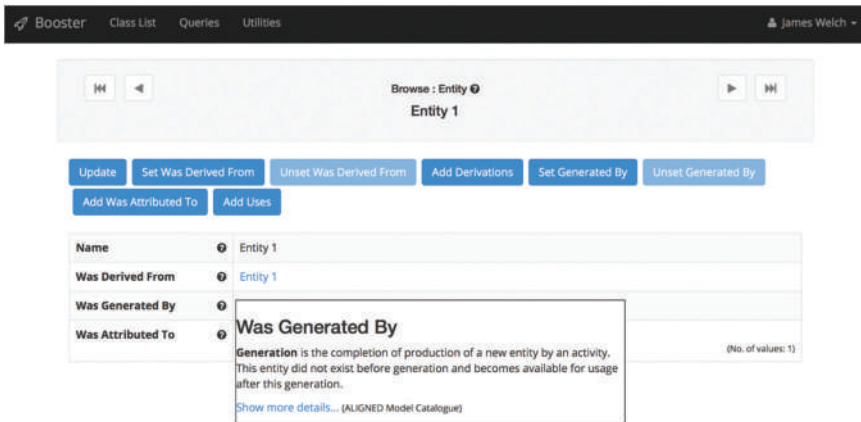 Booster Class List Queries Utilities James Welch
Browse : Entity
Entity 1
Update Set Was Derived From Unset Was Derived From Add Derivations Set Generated By Unset Generated By
Add Was Attributed To Add Uses
Name Entity 1
Was Derived From Entity 1
Was Generated By
Was Attributed To
(No. of values: 1)
Was Generated By
Generation is the completion of production of a new entity by an activity.
This entity did not exist before generation and becomes available for usage
after this generation.
Show more details... (ALIGNED Model Catalogue)